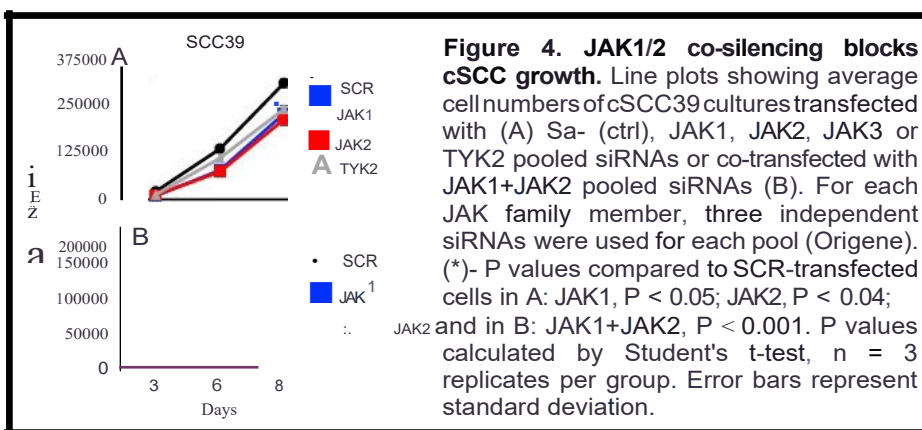 SCC39
375000 A
250000
125000
0
SCR
JAK1
JAK2
A TYK2
i
E
ż
a
B
200000
150000
100000
50000
0
SCR
JAK1
:. JAK2
3 6 8
Days
Figure 4. JAK1/2 co-silencing blocks
cSCC growth. Line plots showing average
cell numbers of cSCC39 cultures transfected
with (A) Sa- (ctrl), JAK1, JAK2, JAK3 or
TYK2 pooled siRNAs or co-transfected with
JAK1+JAK2 pooled siRNAs (B). For each
JAK family member, three independent
siRNAs were used for each pool (Origene).
(*)- P values compared to SCR-transfected
cells in A: JAK1, P < 0.05; JAK2, P < 0.04;
and in B: JAK1+JAK2, P < 0.001. P values
calculated by Student's t-test, n = 3
replicates per group. Error bars represent
standard deviation.